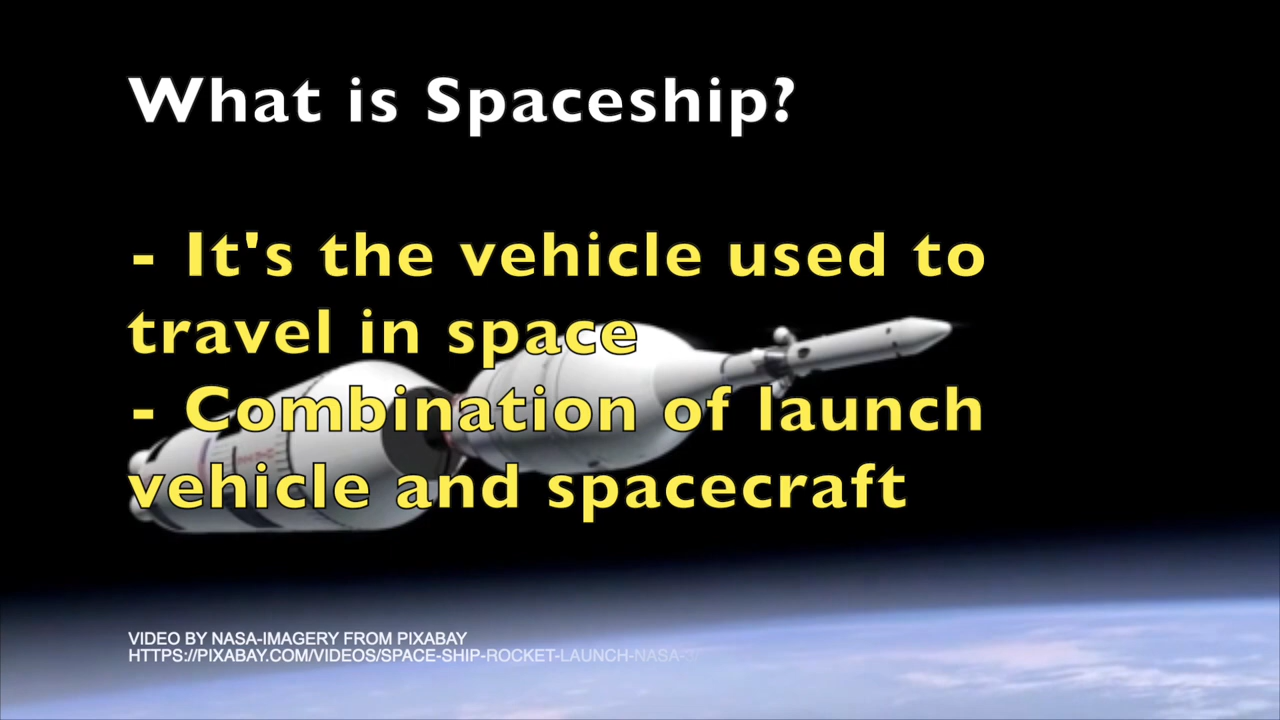 What is Spaceship?
- It's the vehicle used to
travel in space
- Combination of launch
vehicle and spacecraft
VIDEO BY NASA-IMAGERY FROM PIXABAY
HTTPS://PIXABAY.COM/VIDEOS/SPACE-SHIP-ROCKET-LAUNCH-NASA-